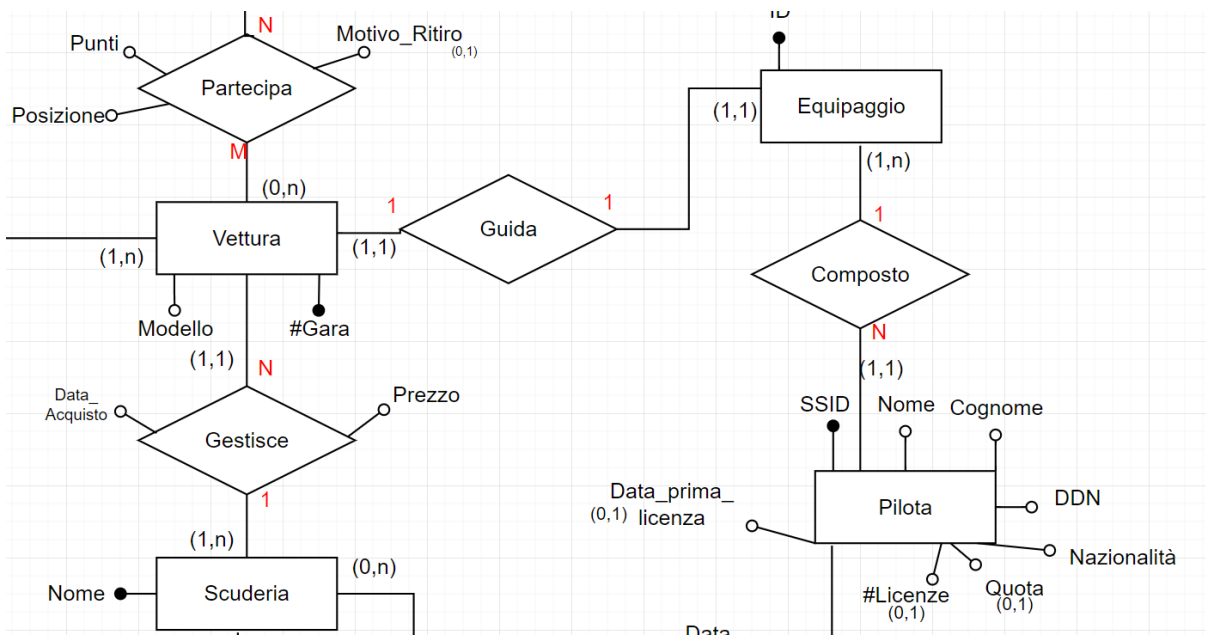 ID
N
Punti
Motivo_Ritiro
(0,1)
Partecipa
Posizione
M
Equipaggio
(1,1)
(1,n)
(0,n)
1
1
1
Vettura
Guida
(1,n)
(1,1)
Composto
Modello
#Gara
N
(1,1)
N
(1,1)
Data_
Acquisto
Prezzo
SSID
Nome
Cognome
Gestisce
1
Data_prima_
(0,1) licenza
Pilota
DDN
(1,n)
Nazionalità
(0,n)
Nome
Scuderia
#Licenze
(0,1)
Quota
(0,1)
Data